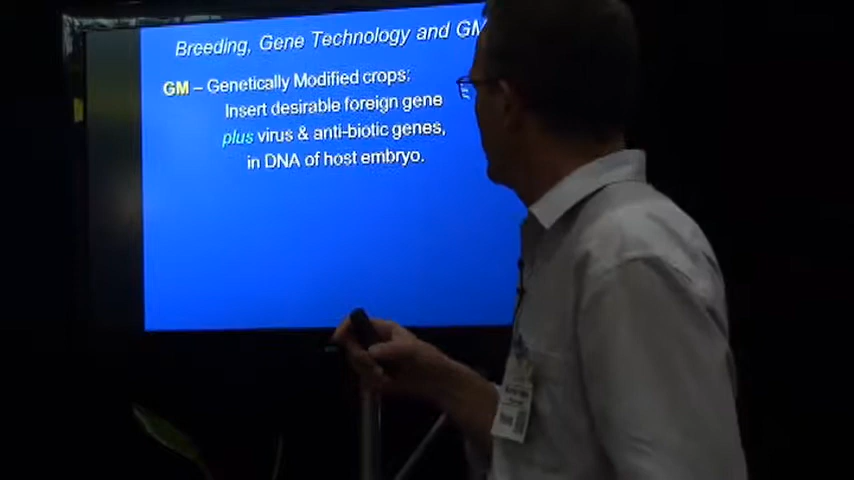 Breeding, Gene Technology and GM
GM – Genetically Modified crops:
Insert desirable foreign gene
plus virus & anti-biotic genes,
in DNA of host embryo.